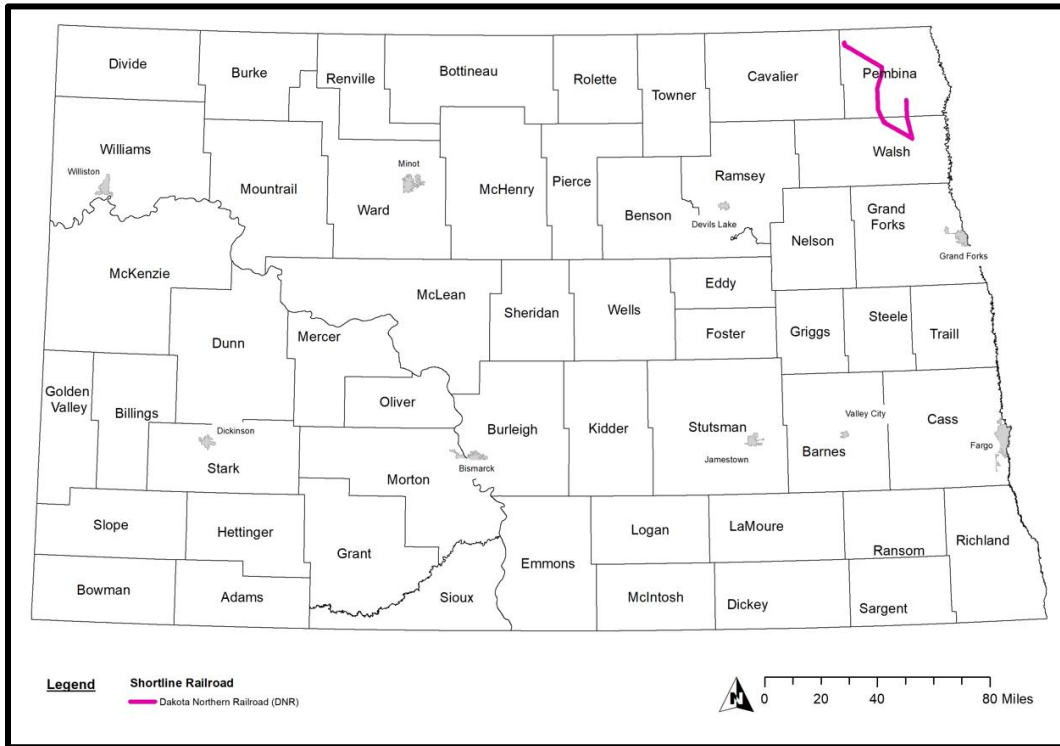 Divide
Burke
Renville
Bottineau
Rolette
Towner
Cavalier
Pembina
Williams
Williston
Mountrail
Minot
Ward
McHenry
Pierce
Benson
Ramsey
Devils Lake
Walsh
Nelson
Grand
Forks
Grand Forks
McKenzie
Dunn
McLean
Mercer
Sheridan
Wells
Eddy
Foster
Griggs
Steele
Traill
Golden
Valley
Billings
Dickinson
Stark
Oliver
Burleigh
Bismarck
Kidder
Stutsman
Jamestown
Valley City
Barnes
Cass
Fargo
Morton
Slope
Hettinger
Grant
Emmons
Logan
LaMoure
Ransom
Richland
Bowman
Adams
Sioux
McIntosh
Dickey
Sargent
Legend
Shortline Railroad
Dakota Northern Railroad (DNR)
N
0 20 40 80 Miles